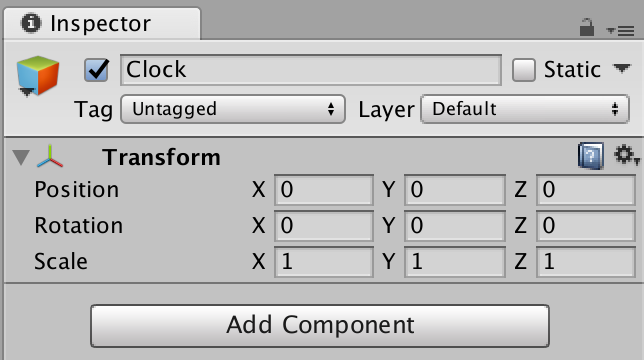 Inspector
Clock Static
Tag Untagged Layer Default
Transform
Position X 0 Y 0 Z 0
Rotation X 0 Y 0 Z 0
Scale X 1 Y 1 Z 1
Add Component